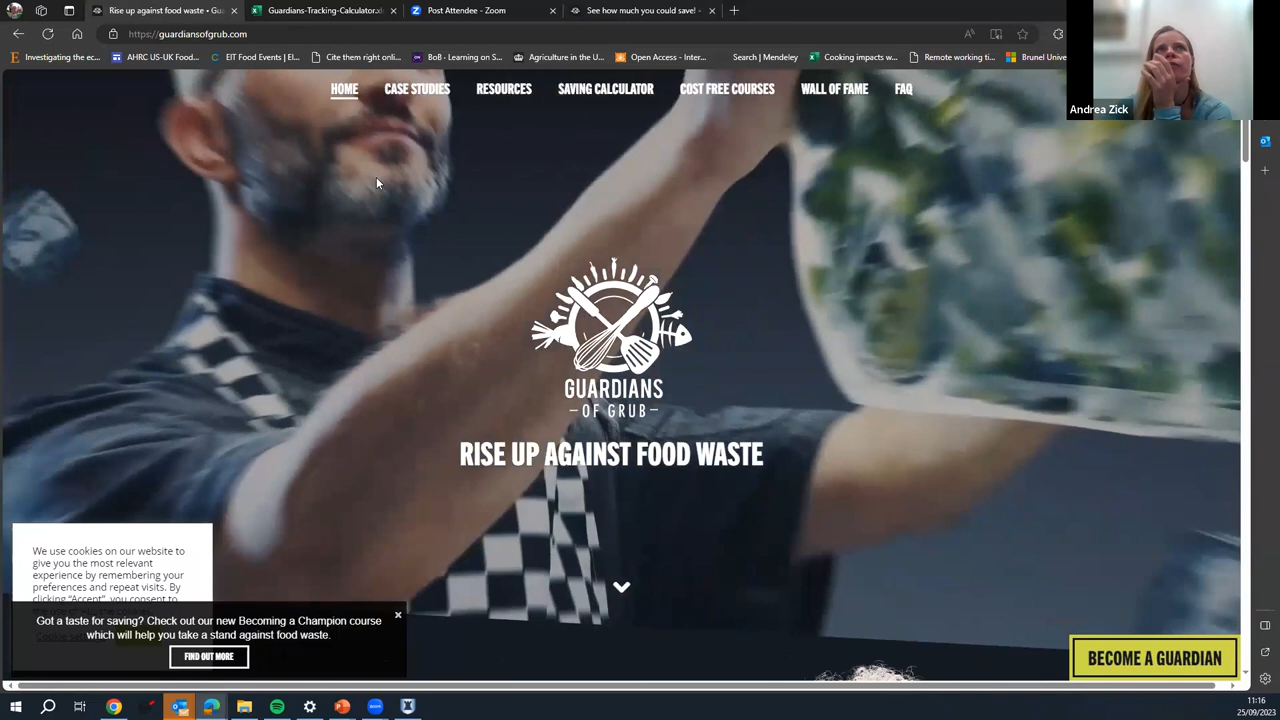 Rise up against food waste • Gu
Guardians-Tracking-Calculator.xl
Post Attendee - Zoom
See how much you could save! -
https://guardiansofgrub.com
Investigating the ec...
AHRC US-UK Food...
EIT Food Events | El...
Cite them right onli...
BoB - Learning on S...
Agriculture in the U...
Open Access - Inter...
Search | Mendeley
Cooking impacts w...
Remote working ti...
Brunel Univer
HOME
CASE STUDIES
RESOURCES
SAVING CALCULATOR
COST FREE COURSES
WALL OF FAME
FAQ
Andrea Zick
GUARDIANS
OF GRUB
RISE UP AGAINST FOOD WASTE
We use cookies on our website to
give you the most relevant
experience by remembering your
preferences and repeat visits. By
clicking “Accept”, you consent to
Got a taste for saving? Check out our new Becoming a Champion course
which will help you take a stand against food waste.
FIND OUT MORE
BECOME A GUARDIAN
11:16
25/09/2023